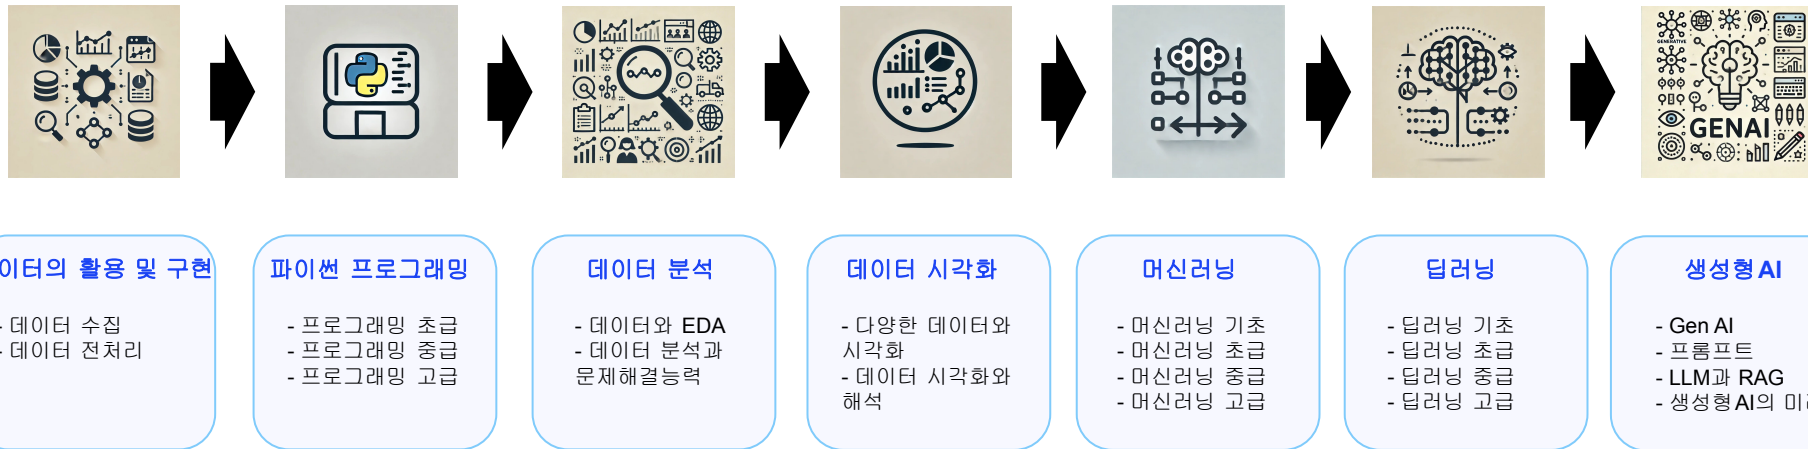 GENERATIVE
GENAI
이터의 활용 및 구현
- 데이터 수집
- 데이터 전처리
파이썬 프로그래밍
- 프로그래밍 초급
- 프로그래밍 중급
- 프로그래밍 고급
데이터 분석
- 데이터와 EDA
- 데이터 분석과
문제해결능력
데이터 시각화
- 다양한 데이터와
시각화
- 데이터 시각화와
해석
머신러닝
- 머신러닝 기초
- 머신러닝 초급
- 머신러닝 중급
- 머신러닝 고급
딥러닝
- 딥러닝 기초
- 딥러닝 초급
- 딥러닝 중급
- 딥러닝 고급
생성형AI
- Gen AI
- 프롬프트
- LLM과 RAG
- 생성형AI의 미